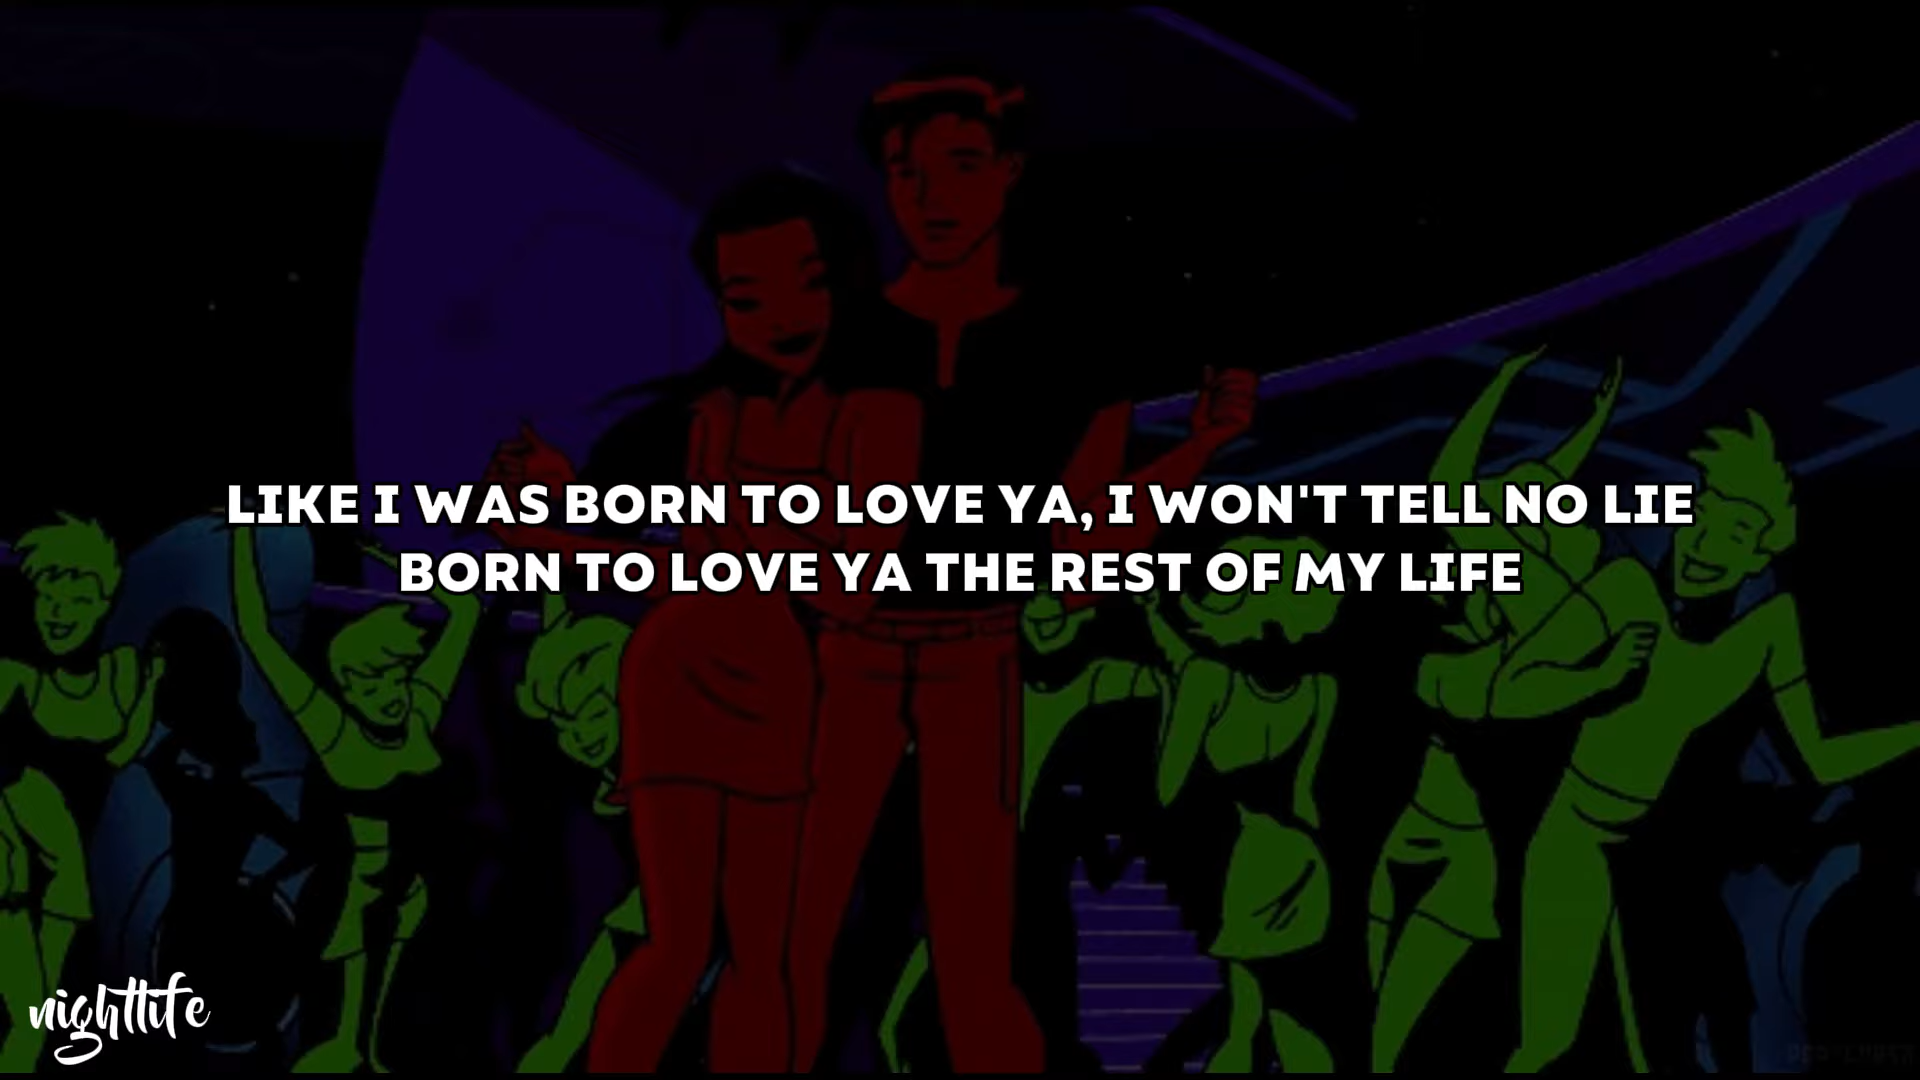 LIKE I WAS BORN TO LOVE YA, I WON'T TELL NO LIE
BORN TO LOVE YA THE REST OF MY LIFE
nightlife